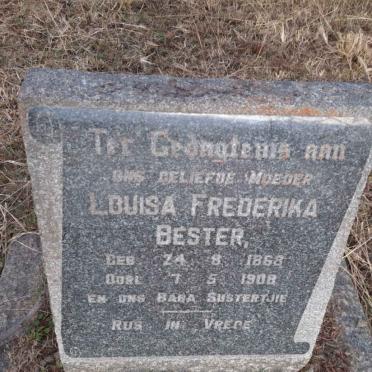 Ter Gedagtenis aan
ons geliefde Moeder
Louisa Frederika
Bester,
Geb 24 . 8 . 1868
Oorl 7 . 5 . 1908
en ons Baba Sustertjie
Rus in Vrede